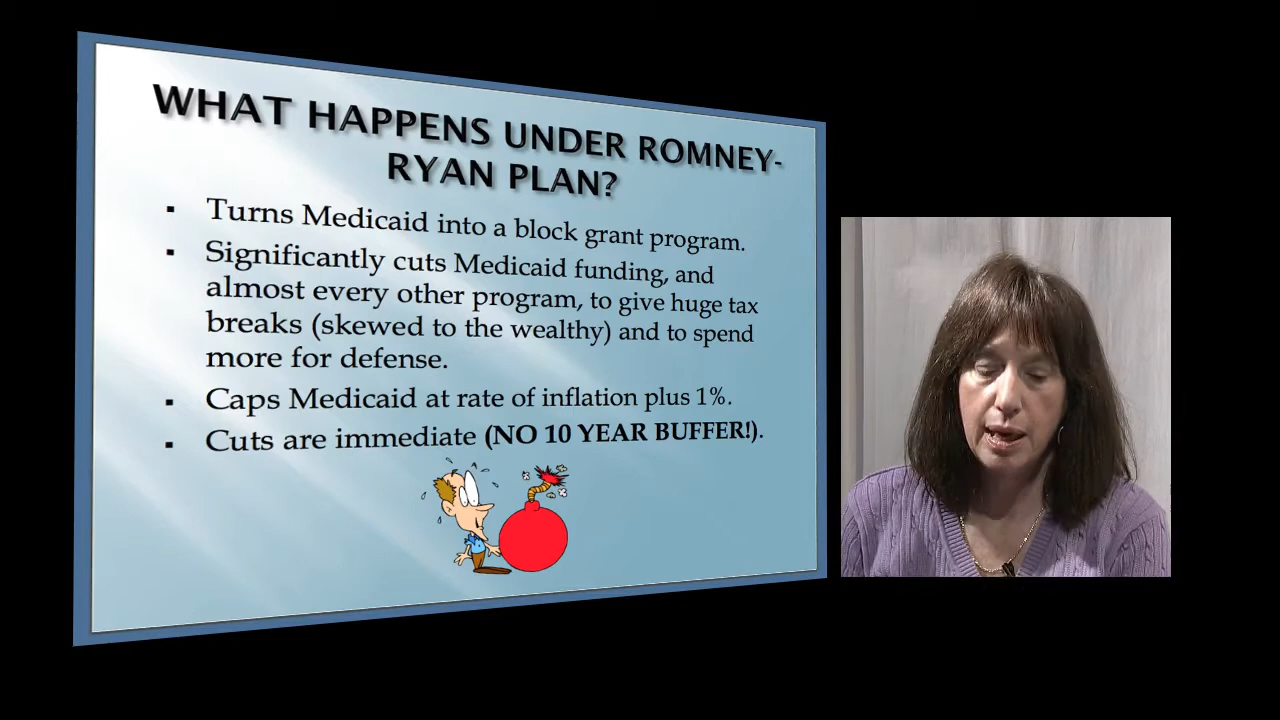 WHAT HAPPENS UNDER ROMNEY-
RYAN PLAN?
▪ Turns Medicaid into a block grant program.
▪ Significantly cuts Medicaid funding, and
almost every other program, to give huge tax
breaks (skewed to the wealthy) and to spend
more for defense.
▪ Caps Medicaid at rate of inflation plus 1%.
▪ Cuts are immediate (NO 10 YEAR BUFFER!).